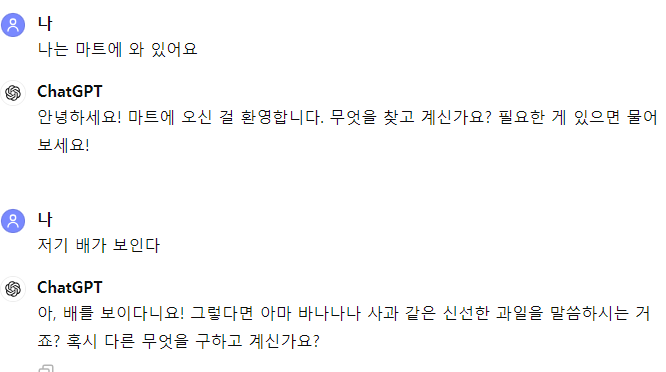 나
나는 마트에 와 있어요
ChatGPT
안녕하세요! 마트에 오신 걸 환영합니다. 무엇을 찾고 계신가요? 필요한 게 있으면 물어
보세요!
나
저기 배가 보인다
ChatGPT
아, 배를 보이다니요! 그렇다면 아마 바나나나 사과 같은 신선한 과일을 말씀하시는 거
죠? 혹시 다른 무엇을 구하고 계신가요?